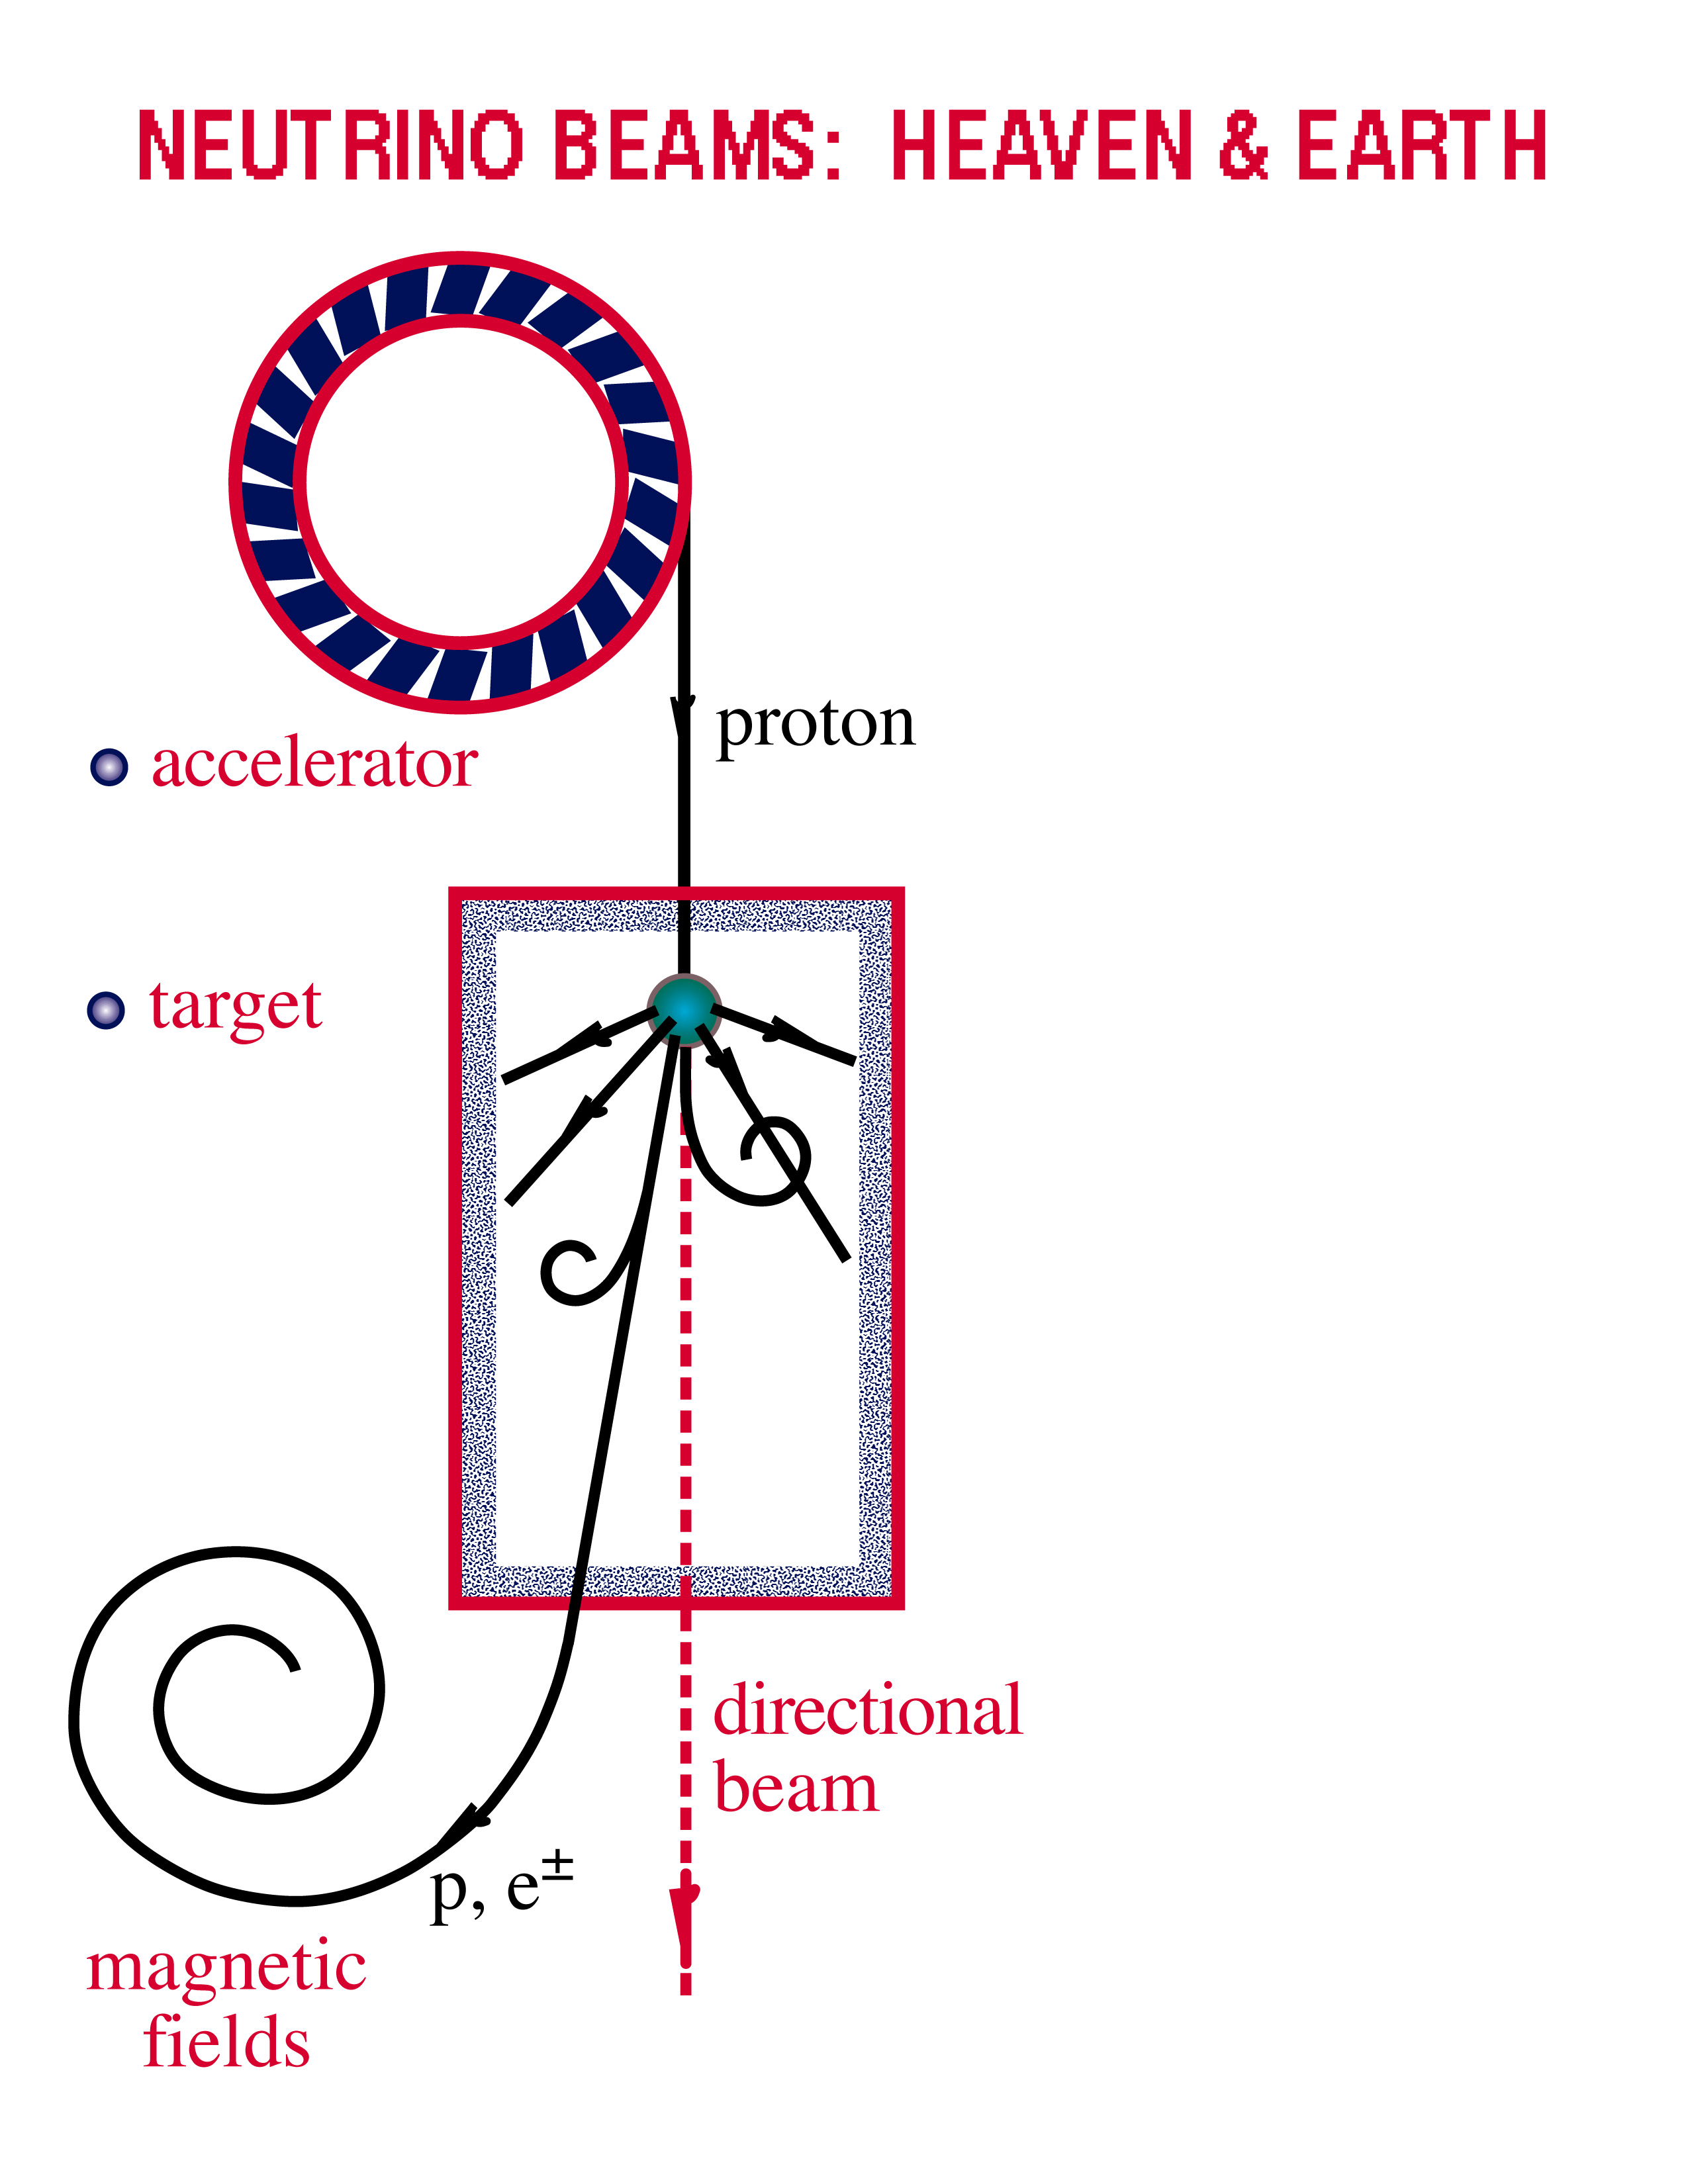 NEUTRINO BEAMS: HEAVEN & EARTH
proton
accelerator
target
directional
beam
p, e±
magnetic
fields